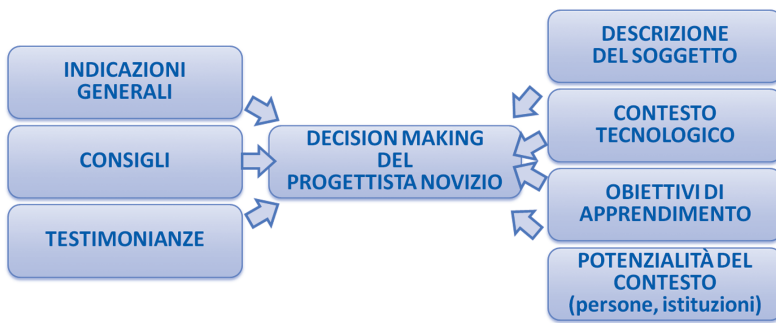 INDICAZIONI
GENERALI
CONSIGLI
TESTIMONIANZE
DECISION MAKING
DEL
PROGETTISTA NOVIZIO
DESCRIZIONE
DEL SOGGETTO
CONTESTO
TECNOLOGICO
OBIETTIVI DI
APPRENDIMENTO
POTENZIALITÀ DEL
CONTESTO
(persone, istituzioni)